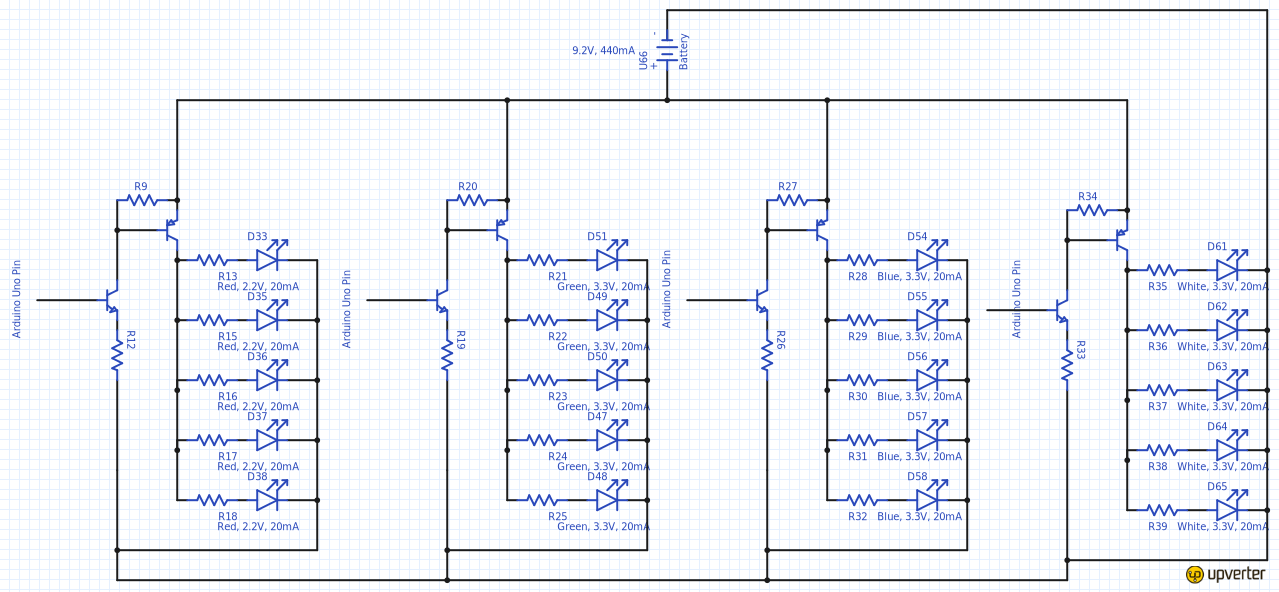 9.2V, 440mA
-
+
U66
Battery
R9
R20
R27
R34
Arduino Uno Pin
D33
R13
Red, 2.2V, 20mA
D35
R15
Red, 2.2V, 20mA
D36
R16
Red, 2.2V, 20mA
D37
R17
Red, 2.2V, 20mA
D38
R18
Red, 2.2V, 20mA
R12
Arduino Uno Pin
D51
R21
Green, 3.3V, 20mA
D49
R22
Green, 3.3V, 20mA
D50
R23
Green, 3.3V, 20mA
D47
R24
Green, 3.3V, 20mA
D48
R25
Green, 3.3V, 20mA
R19
Arduino Uno Pin
D54
R28 Blue, 3.3V, 20mA
D55
R29 Blue, 3.3V, 20mA
D56
R30 Blue, 3.3V, 20mA
D57
R31 Blue, 3.3V, 20mA
D58
R32 Blue, 3.3V, 20mA
R26
Arduino Uno Pin
D61
R35 White, 3.3V, 20mA
D62
R36 White, 3.3V, 20mA
D63
R37 White, 3.3V, 20mA
D64
R38 White, 3.3V, 20mA
D65
R39 White, 3.3V, 20mA
R33
upverter